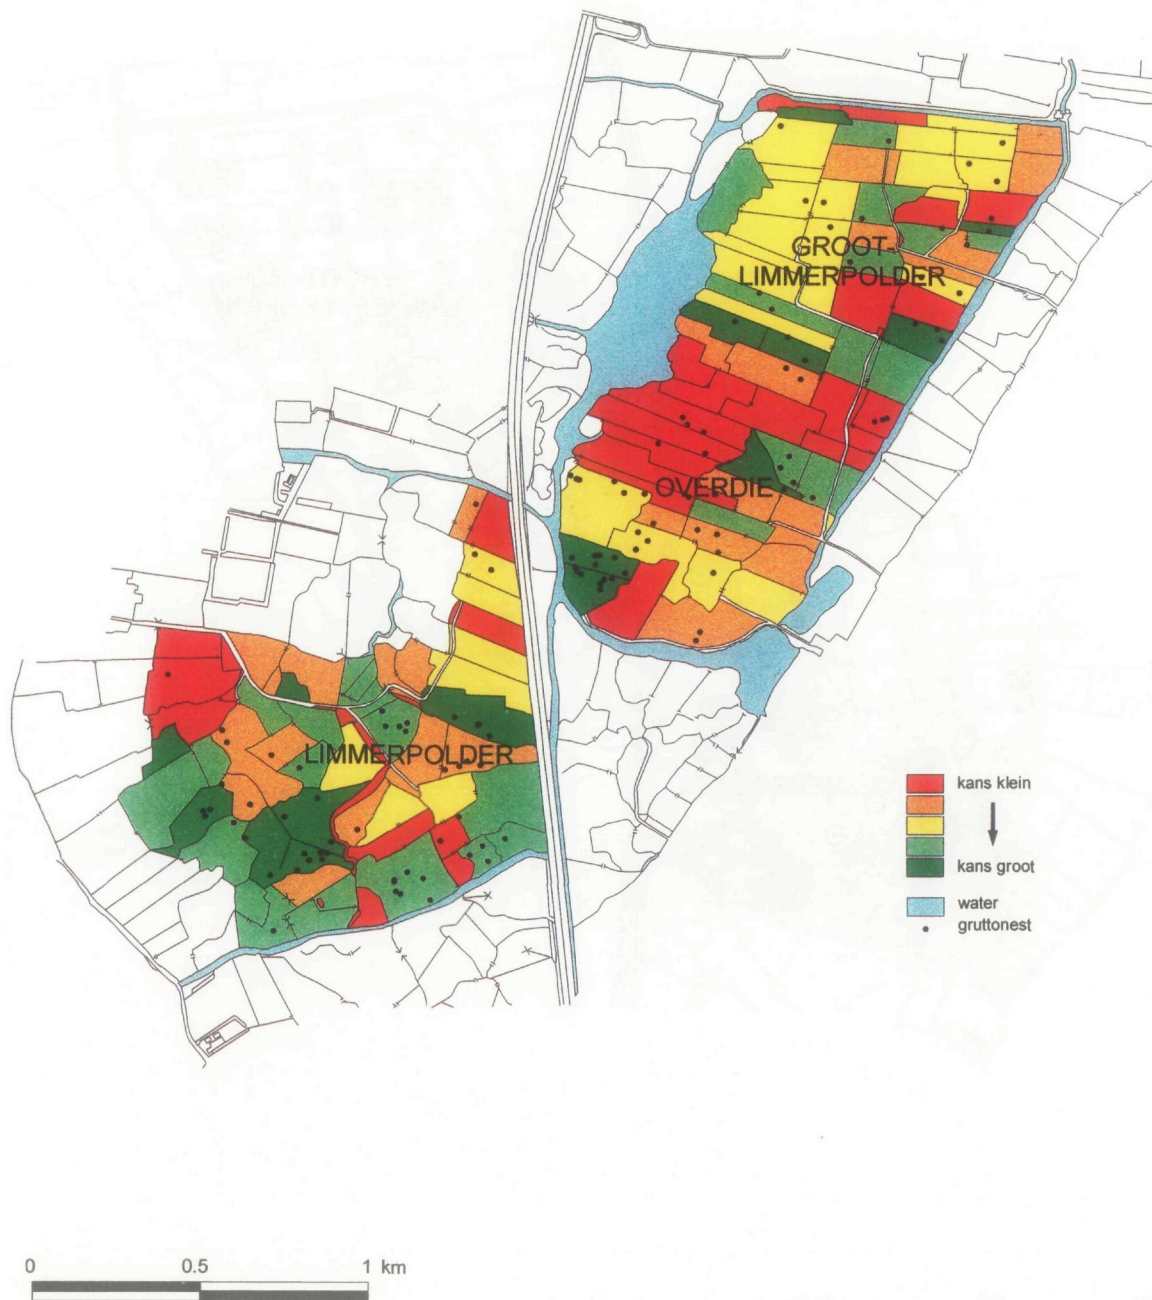 GROOT-
LIMMERPOLDER
OVERDIE
LIMMERPOLDER
kans klein
kans groot
water
gruttonest
0 0.5 1 km